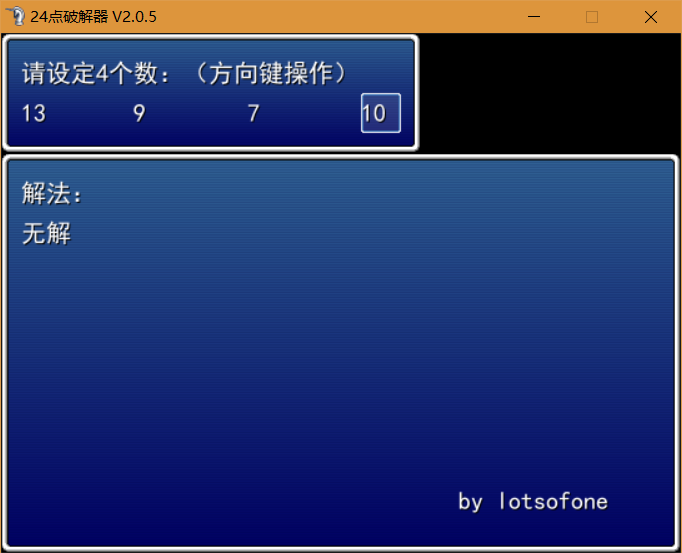 24点破解器 V2.0.5
请设定4个数：（方向键操作）
13 9 7 10
解法：
无解
by lotsofone